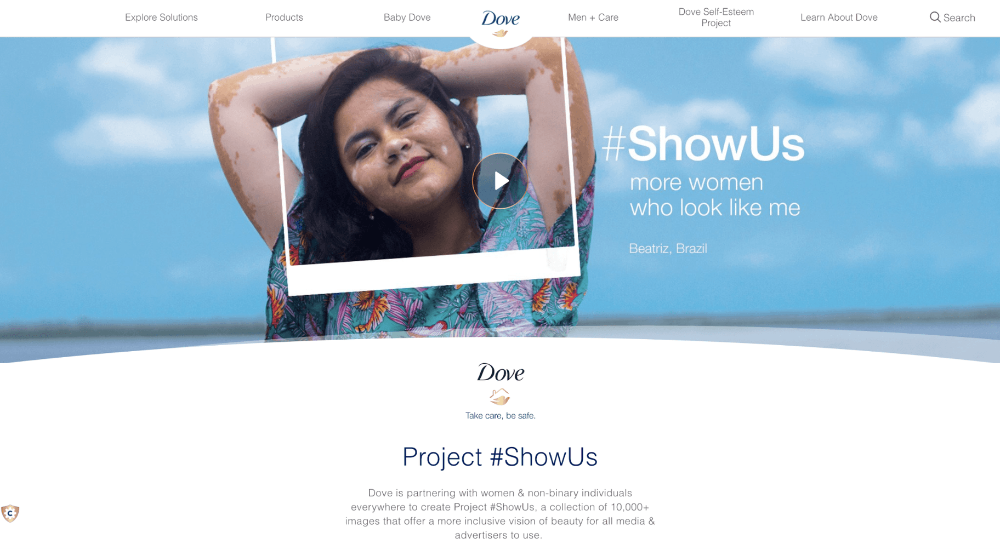 Explore Solutions
Products
Baby Dove
Dove
Men + Care
Dove Self-Esteem
Project
Learn About Dove
Search
#ShowUs
more women
who look like me
Beatriz, Brazil
Dove
Take care, be safe.
Project #ShowUs
Dove is partnering with women & non-binary individuals
everywhere to create Project #ShowUs, a collection of 10,000+
images that offer a more inclusive vision of beauty for all media &
advertisers to use.
C